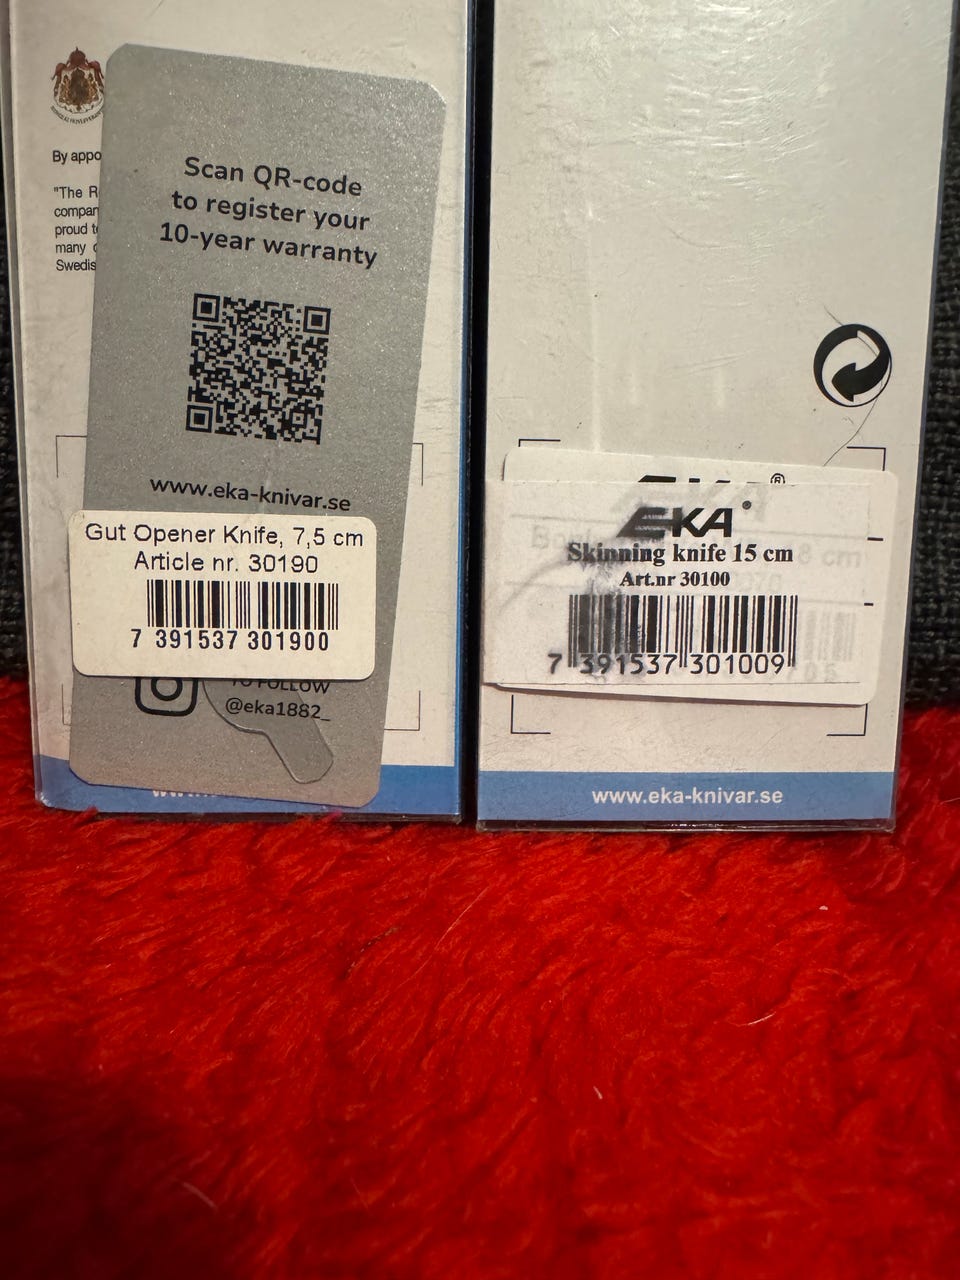 By appo
"The R
compan
proud t
many
Swedis
Scan QR-code
to register your
10-year warranty
www.eka-knivar.se
Gut Opener Knife, 7,5 cm
Article nr. 30190
7 391537 301900
TO FOLLOW
@eka1882_
®
EKA
8 cm
Skinning knife 15 cm
Art.nr 30100
7 391537 301009
www.eka-knivar.se